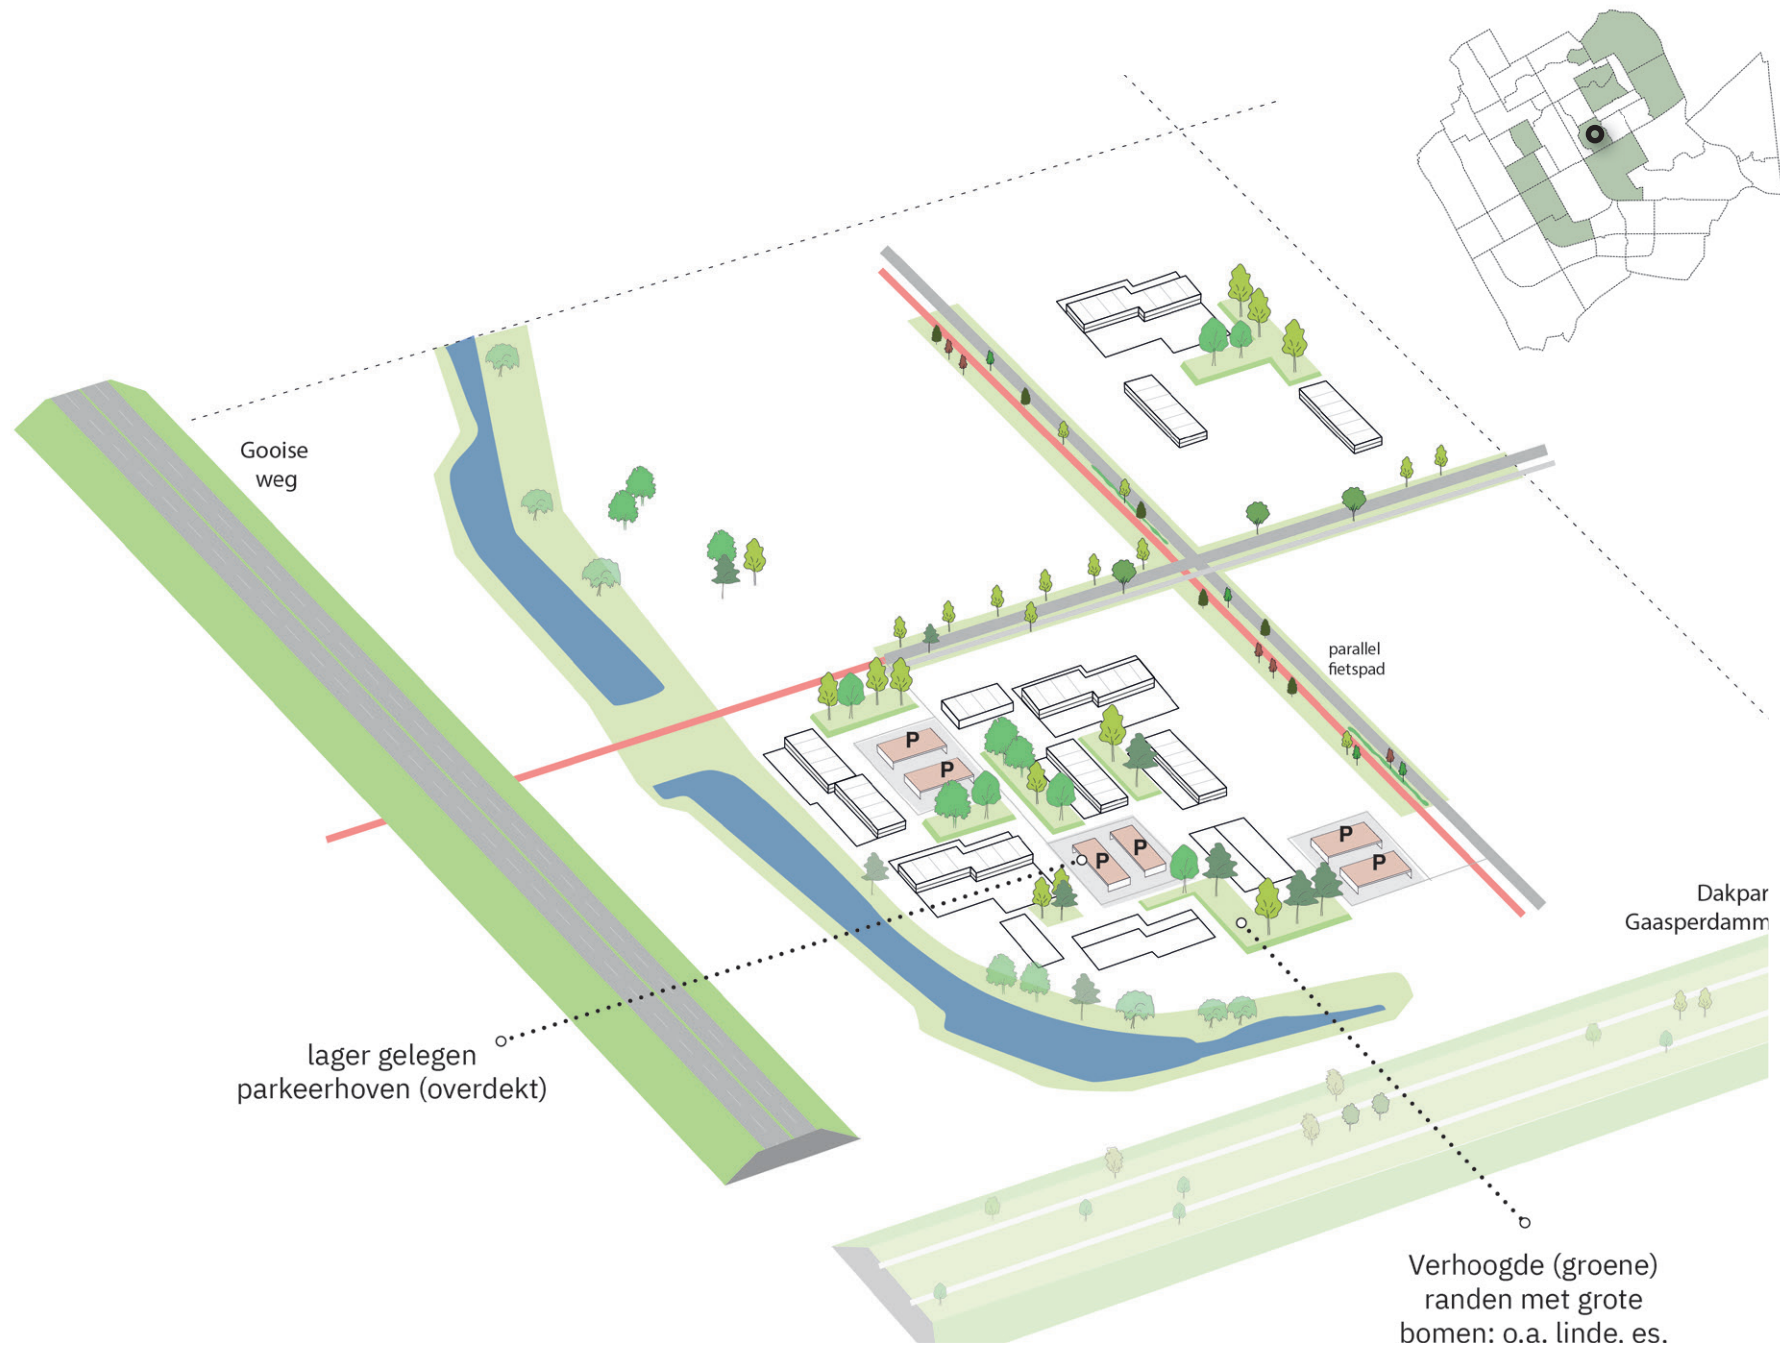 Gooise
weg
parallel
fietspad
P
P
P
P
P
P
Dakpar
Gaasperdamm
lager gelegen
parkeerhoven (overdekt)
Verhoogde (groene)
randen met grote
bomen: o.a. linde, es.